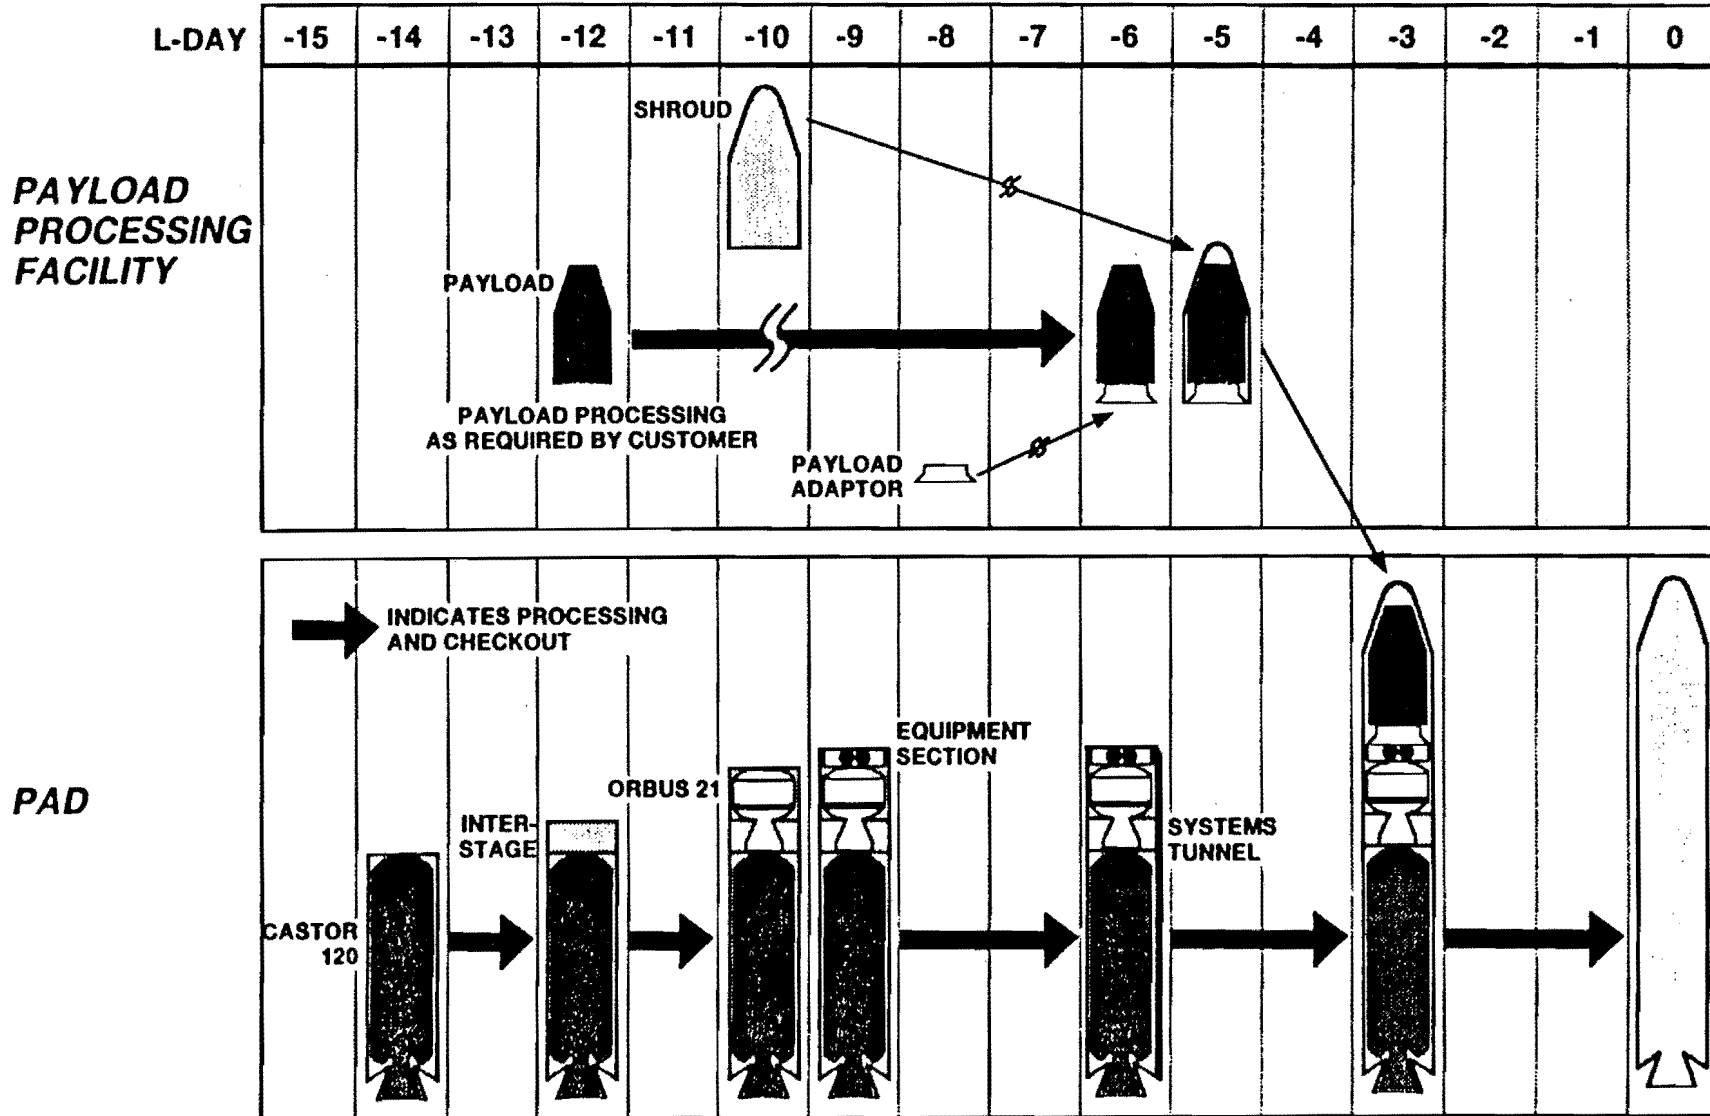 L-DAY -15 -14 -13 -12 -11 -10 -9 -8 -7 -6 -5 -4 -3 -2 -1 0
PAYLOAD
PROCESSING
FACILITY
SHROUD
PAYLOAD
PAYLOAD PROCESSING
AS REQUIRED BY CUSTOMER
PAYLOAD
ADAPTOR
INDICATES PROCESSING
AND CHECKOUT
PAD
CASTOR
120
INTER-
STAGE
ORBUS 21
EQUIPMENT
SECTION
SYSTEMS
TUNNEL